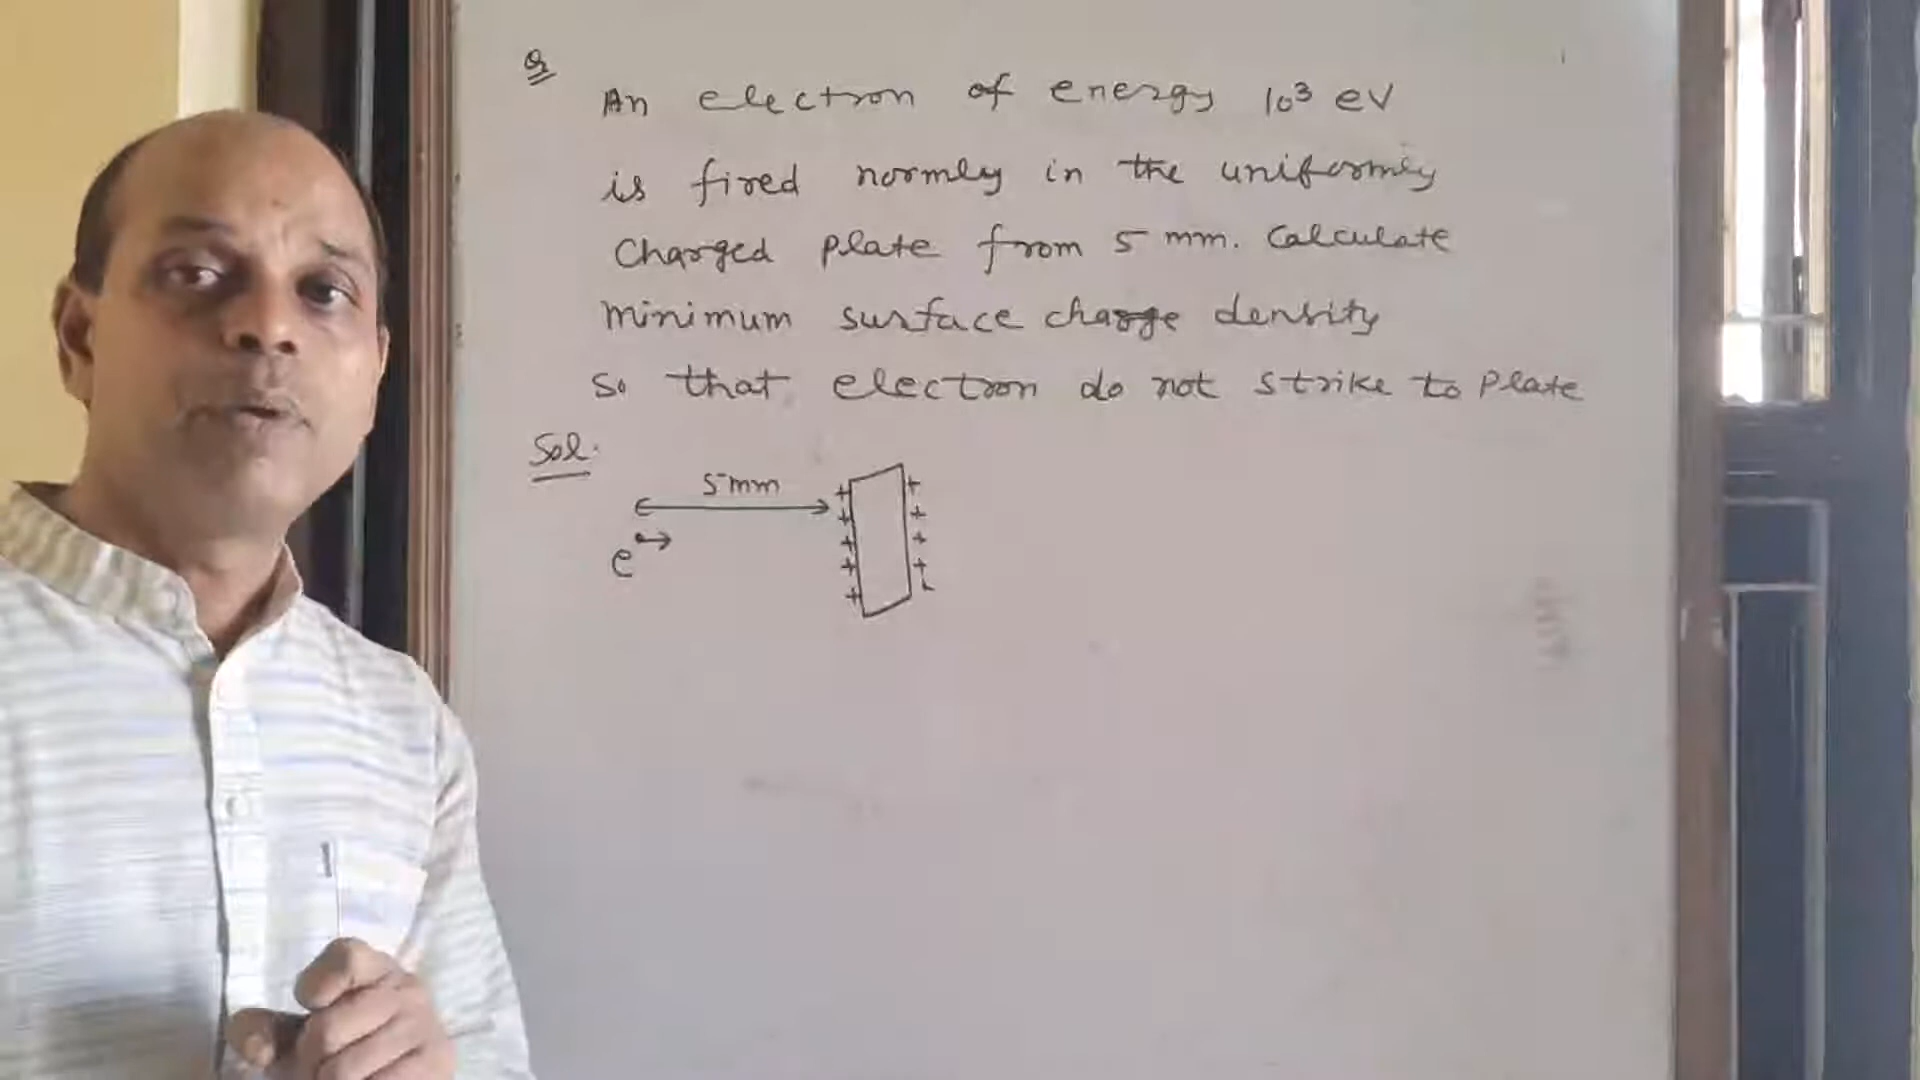 Q
An electron of energy 10³ eV
is fired normly in the uniformly
Charged plate from 5 mm. Calculate
minimum surface charge density
So that electron do not strike to plate
Sol.
5 mm
e